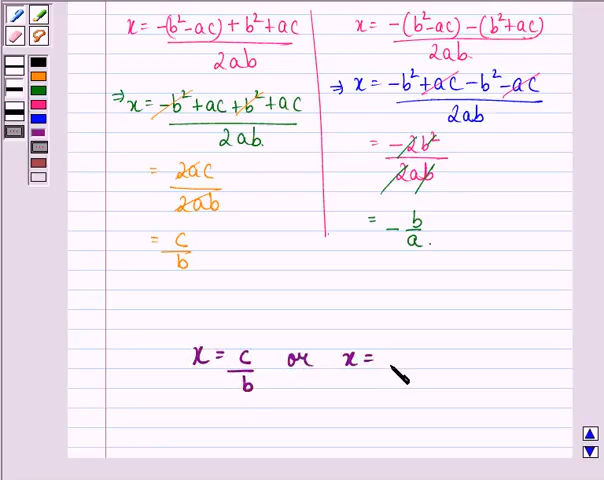 x = -(b²-ac) + b² + ac / 2ab
⇒ x = -b² + ac + b² + ac / 2ab.
= 2ac / 2ab
= c / b
x = -(b²-ac) - (b²+ac) / 2ab.
⇒ x = -b² + ac - b² - ac / 2ab
= -2b² / 2ab
= - b / a .
x = c / b or x =